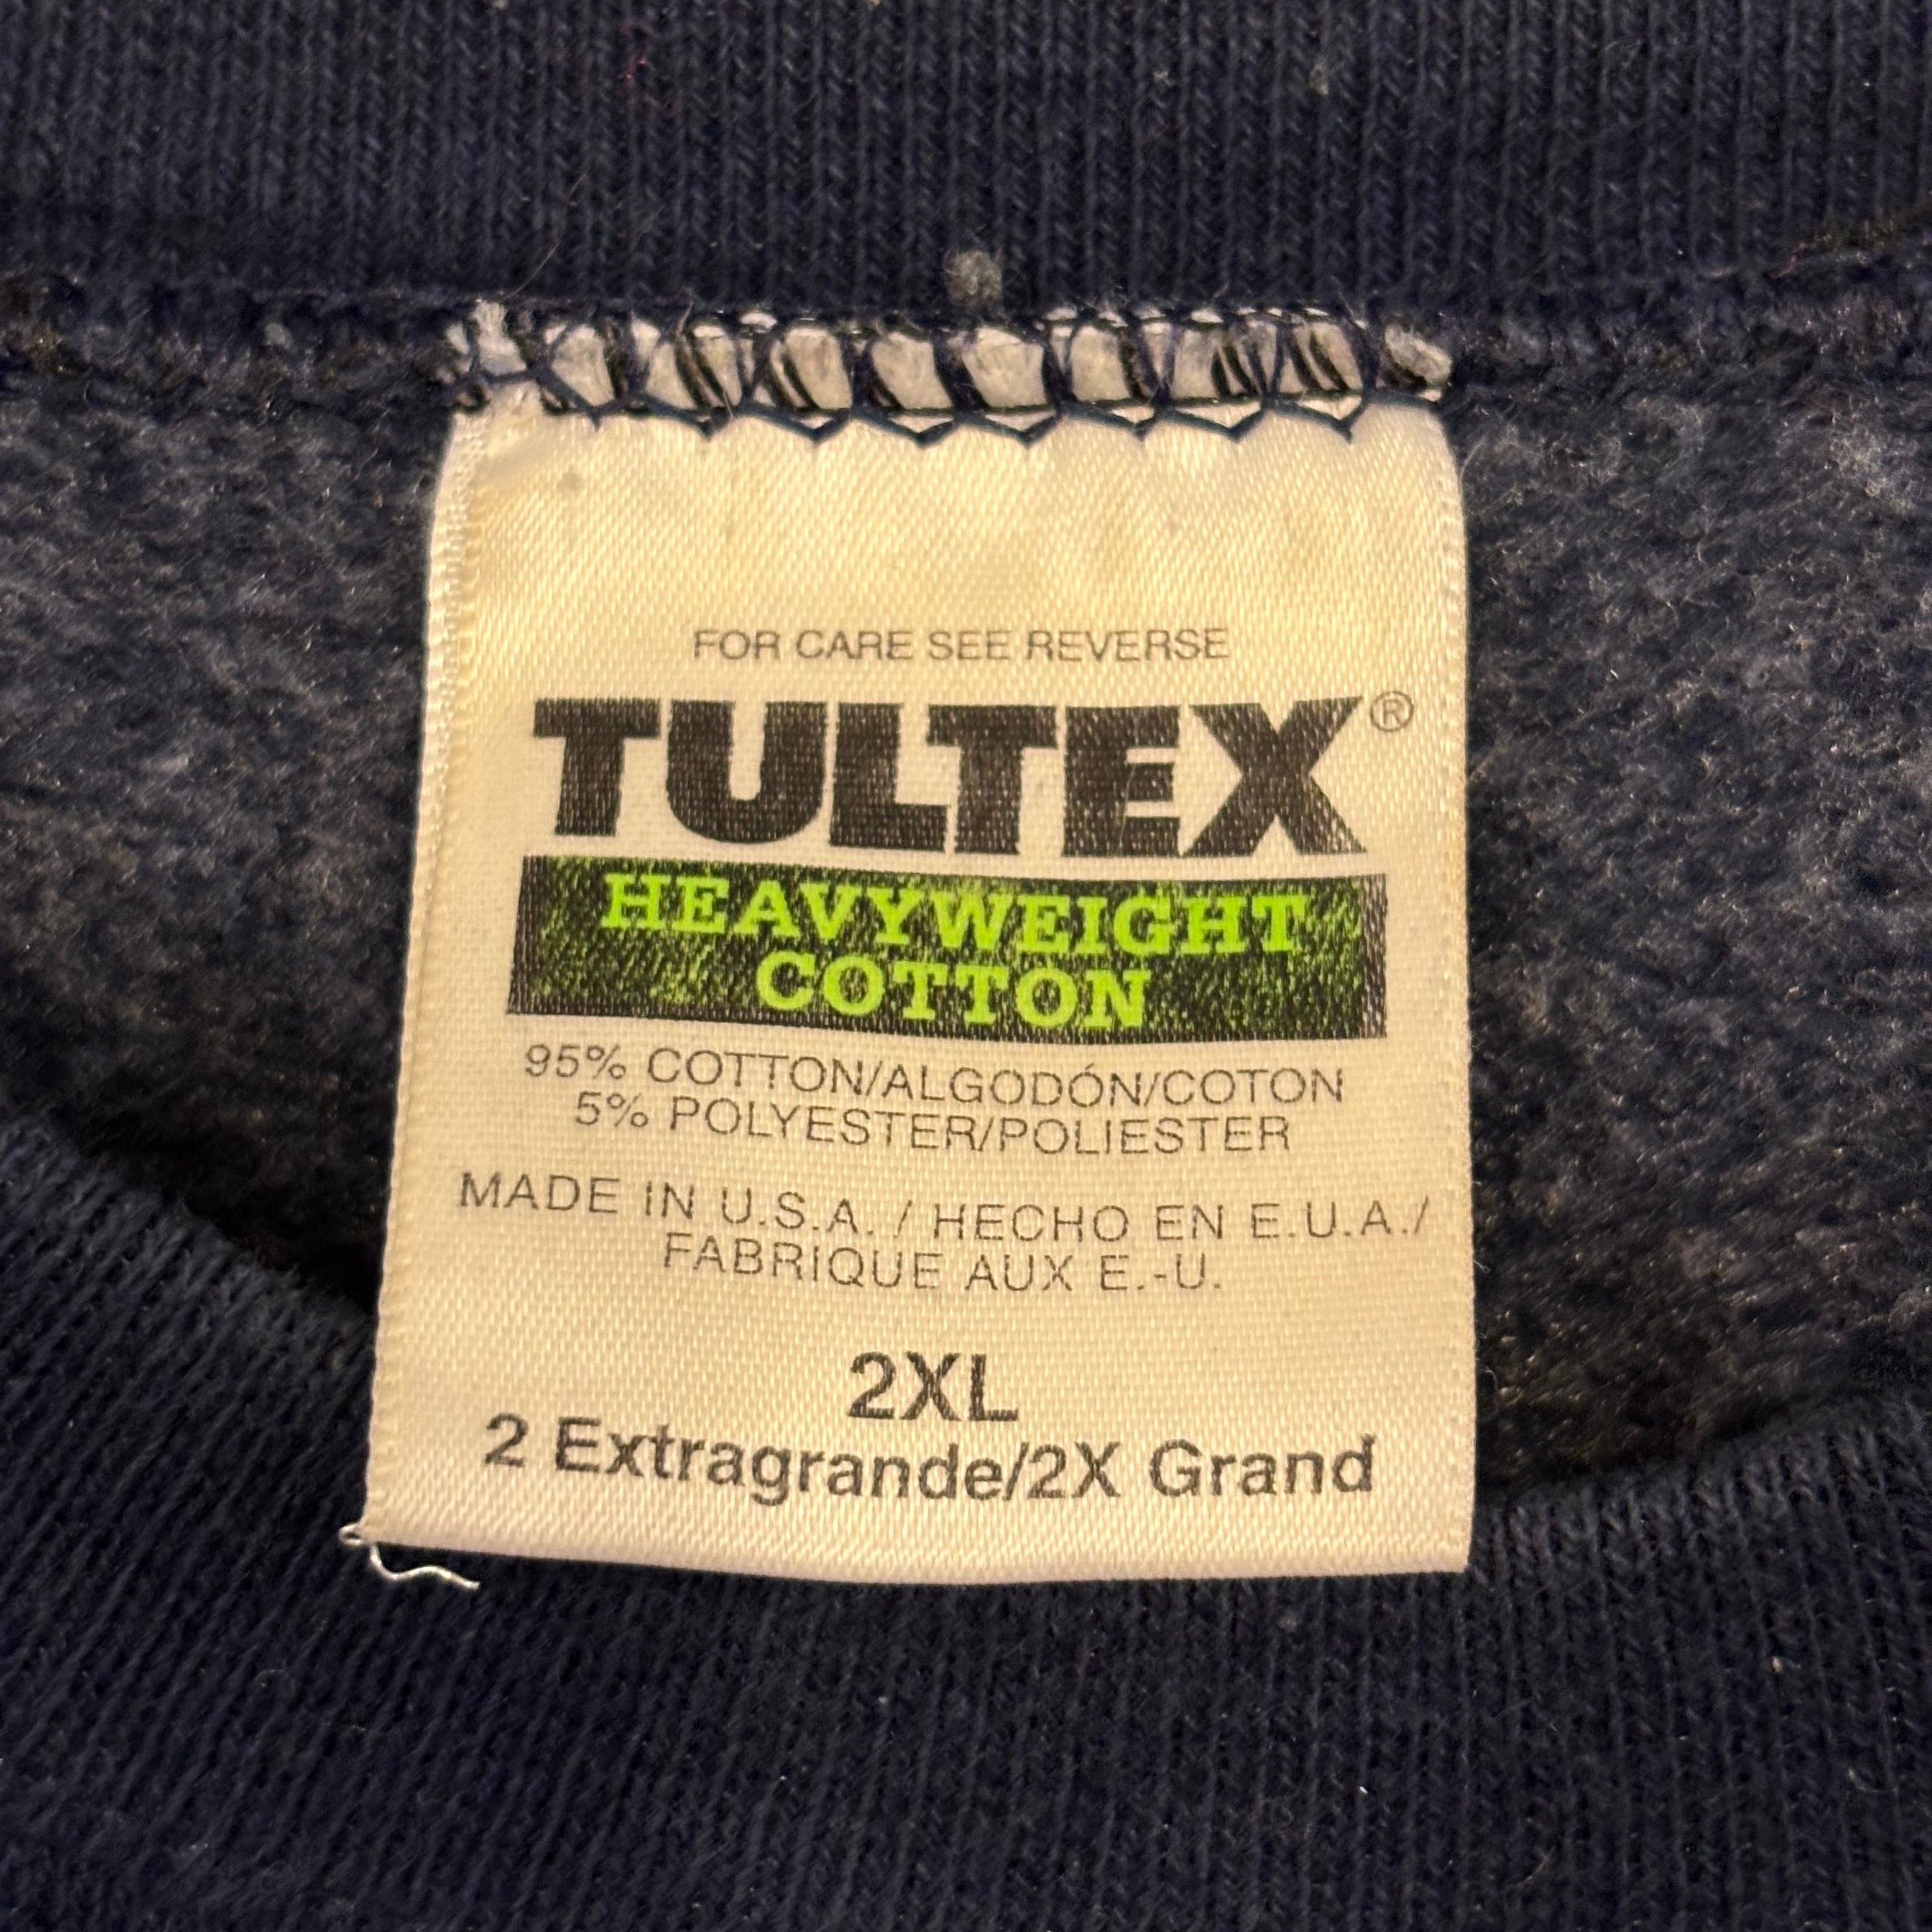 FOR CARE SEE REVERSE
TULTEX®
HEAVYWEIGHT
COTTON
95% COTTON/ALGODÓN/COTON
5% POLYESTER/POLIESTER
MADE IN U.S.A. / HECHO EN E.U.A./
FABRIQUE AUX E.-U.
2XL
2 Extragrande/2X Grand